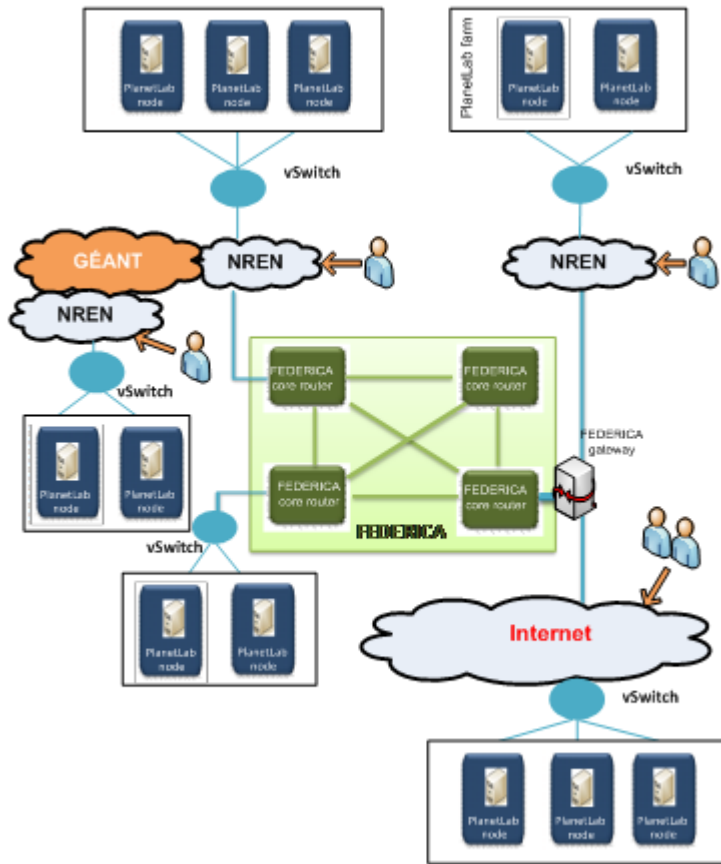 PlanetLab
node
PlanetLab
node
PlanetLab
node
PlanetLab farm
PlanetLab
node
PlanetLab
node
vSwitch
vSwitch
GÉANT
NREN
NREN
NREN
vSwitch
FEDERICA
core router
FEDERICA
core router
FEDERICA
gateway
PlanetLab
node
PlanetLab
node
FEDERICA
core router
FEDERICA
core router
FEDERICA
vSwitch
PlanetLab
node
PlanetLab
node
Internet
vSwitch
PlanetLab
node
PlanetLab
node
PlanetLab
node